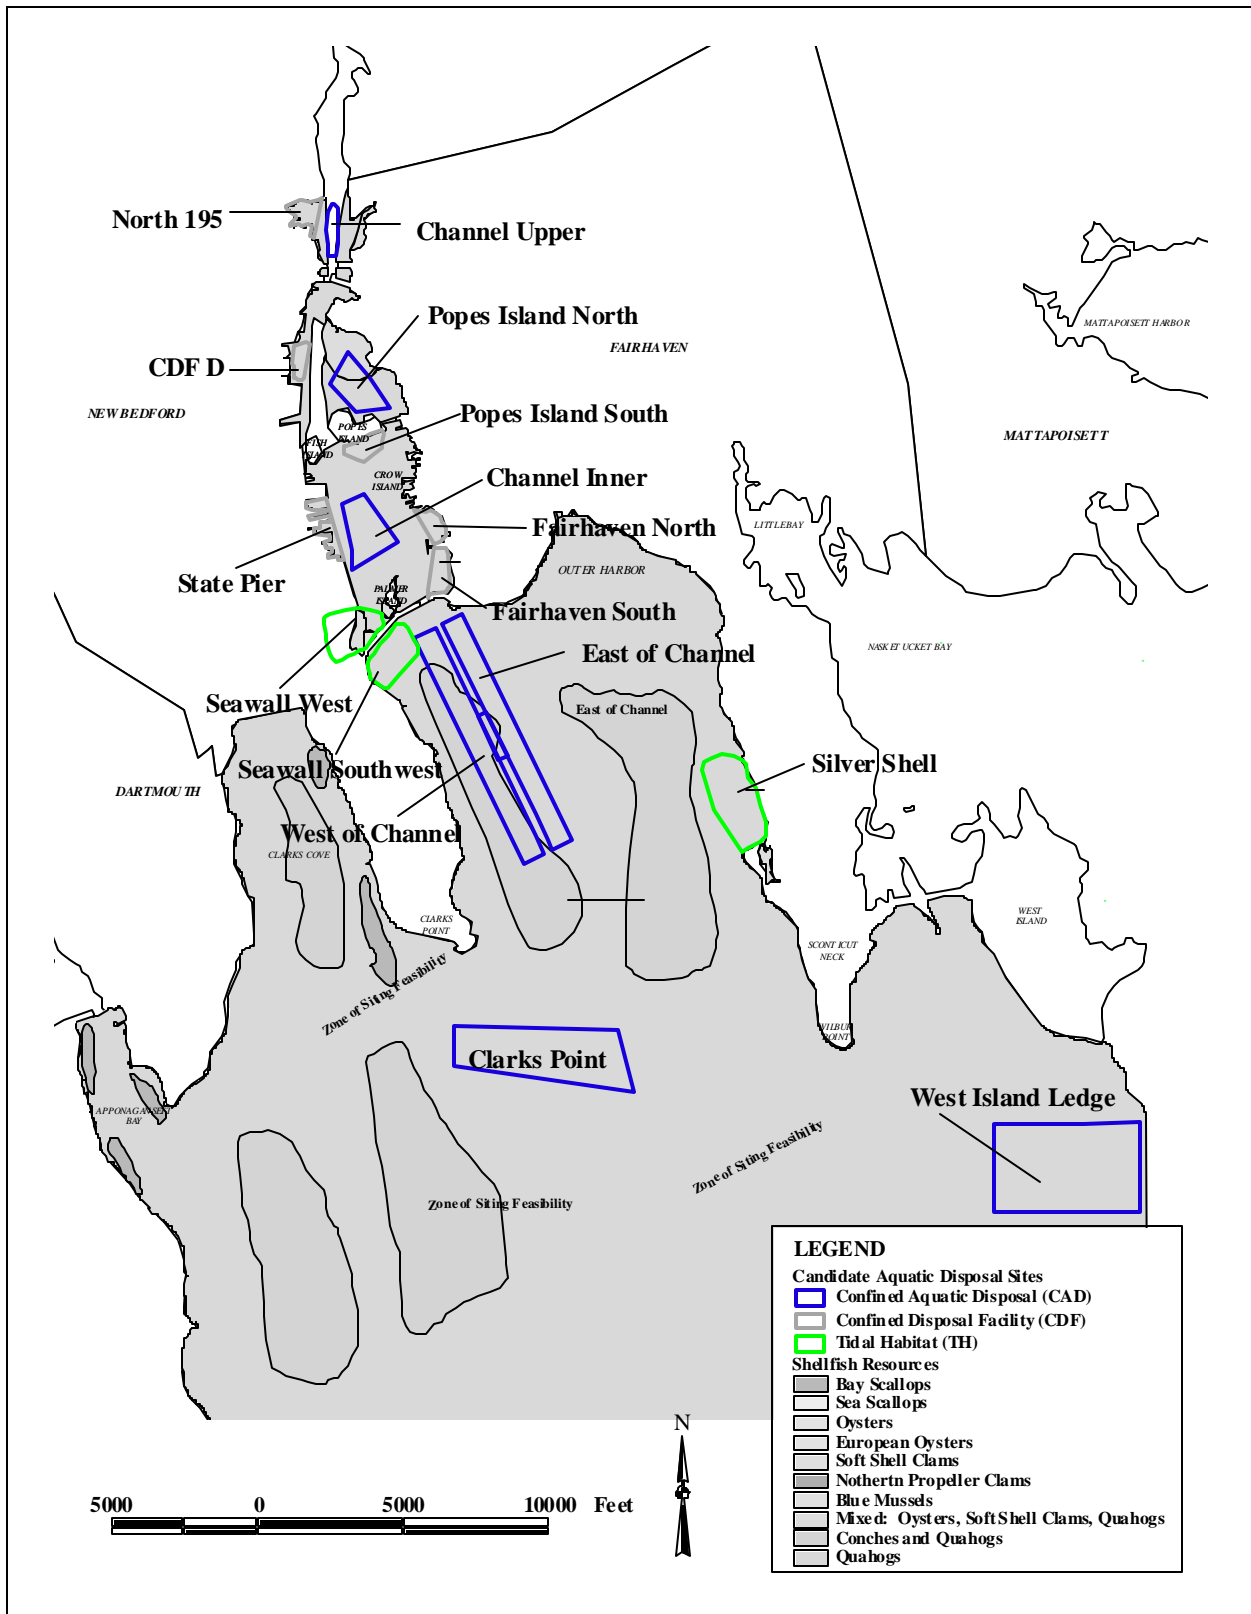 North 195
Channel Upper
Popes Island North
FAIRHAVEN
MATTAPOISETT HARBOR
CDF D
NEW BEDFORD
Popes Island South
POPES
ISLAND
FISH
ISLAND
MATTAPOISETT
CROW
ISLAND
Channel Inner
Fairhaven North
LITTLEBAY
State Pier
OUTER HARBOR
PALMER
ISLAND
Fairhaven South
East of Channel
NASKETUCKET BAY
Seawall West
East of Channel
Seawall Southwest
Silver Shell
DARTMOUTH
West of Channel
CLARKS COVE
CLARKS
POINT
WEST
ISLAND
SCONTICUT
NECK
Zone of Siting Feasibility
WILBUR
POINT
Clarks Point
West Island Ledge
APPONAGANSETT
BAY
Zone of Siting Feasibility
Zone of Siting Feasibility
LEGEND
Candidate Aquatic Disposal Sites
Confined Aquatic Disposal (CAD)
Confined Disposal Facility (CDF)
Tidal Habitat (TH)
Shellfish Resources
Bay Scallops
Sea Scallops
Oysters
European Oysters
Soft Shell Clams
Nothertn Propeller Clams
Blue Mussels
Mixed: Oysters, Soft Shell Clams, Quahogs
Conches and Quahogs
Quahogs
N
5000 0 5000 10000 Feet